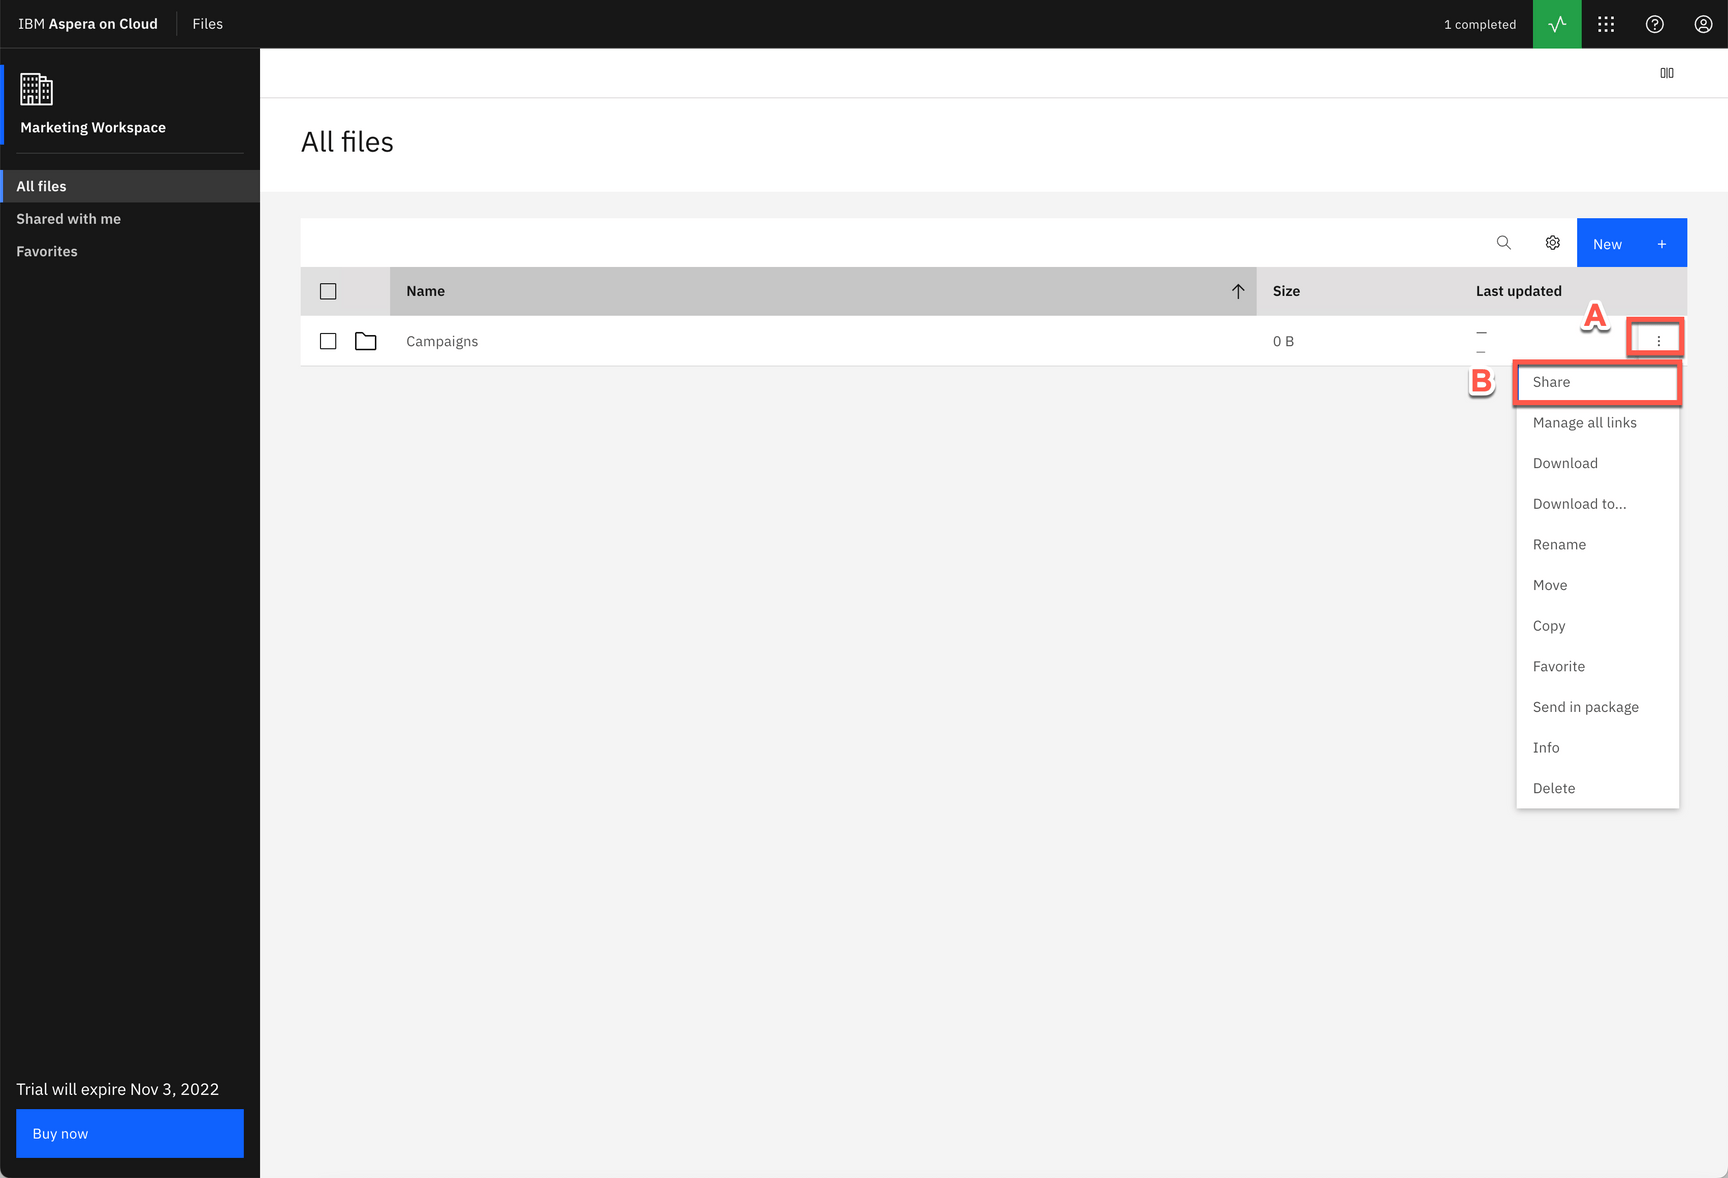 IBM Aspera on Cloud
Files
1 completed
Marketing Workspace
All files
Shared with me
Favorites
All files
New +
Name
Size
Last updated
Campaigns
0 B
—
—
A
B
Share
Manage all links
Download
Download to...
Rename
Move
Copy
Favorite
Send in package
Info
Delete
Trial will expire Nov 3, 2022
Buy now